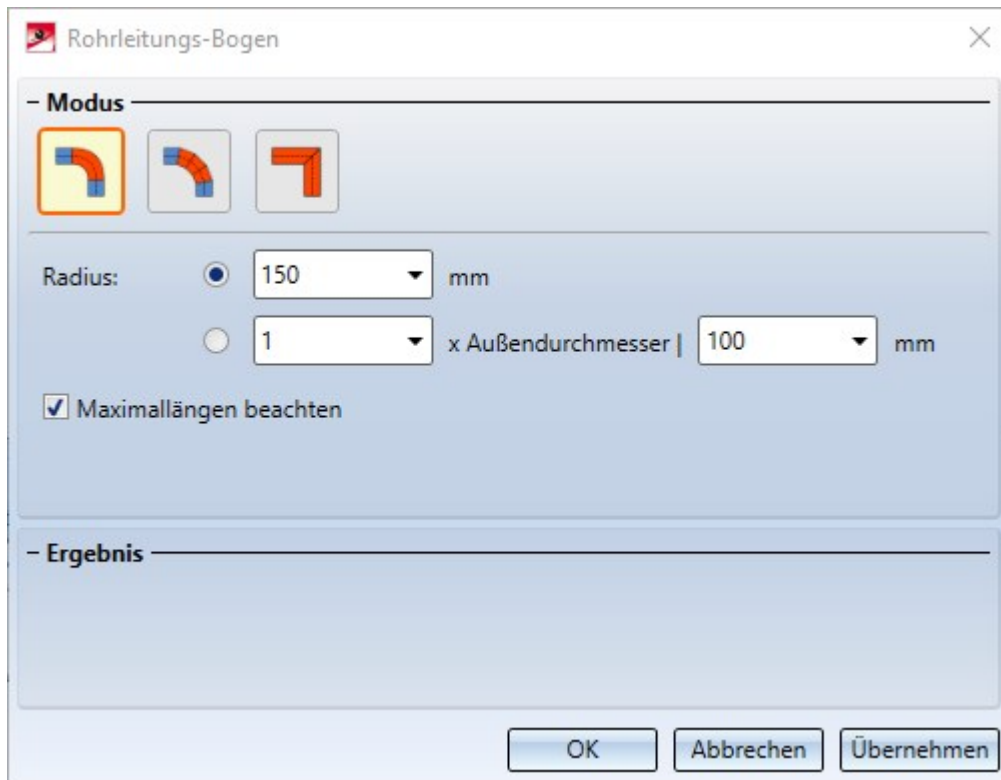 Rohrleitungs-Bogen
– Modus
Radius: 150 mm
1 x Außendurchmesser | 100 mm
Maximallängen beachten
– Ergebnis
OK Abbrechen Übernehmen